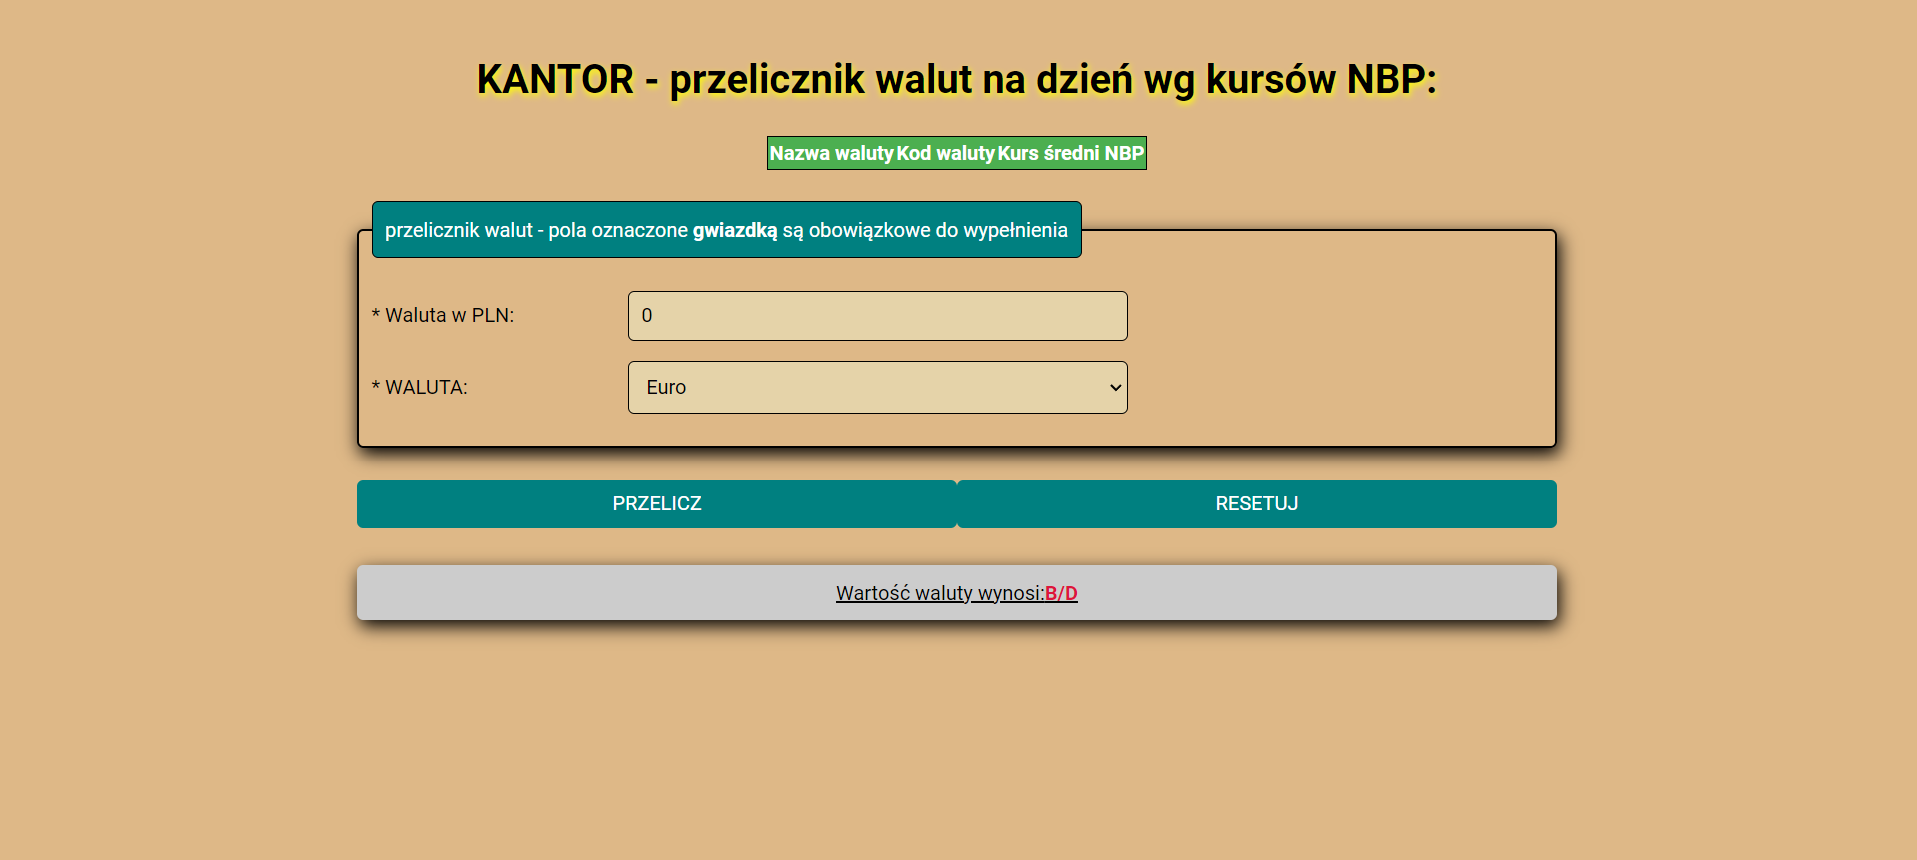 KANTOR - przelicznik walut na dzień wg kursów NBP:
Nazwa waluty Kod waluty Kurs średni NBP
przelicznik walut - pola oznaczone gwiazdką są obowiązkowe do wypełnienia
* Waluta w PLN: 0
* WALUTA: Euro
PRZELICZ RESETUJ
Wartość waluty wynosi:B/D